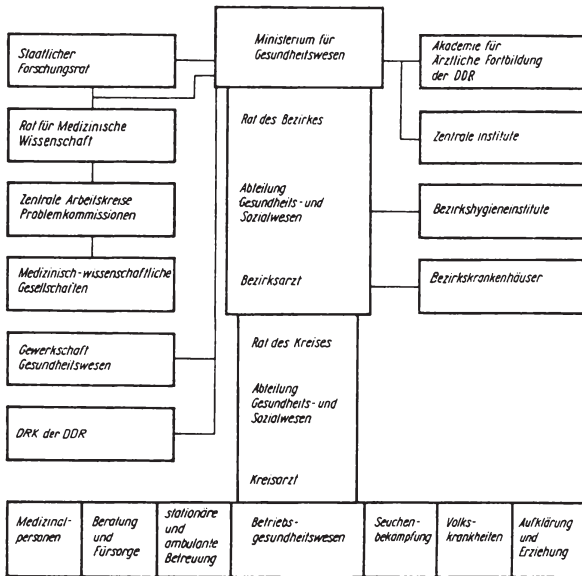 Staatlicher
Forschungsrat
Ministerium für
Gesundheitswesen
Akademie für
Ärztliche Fortbildung
der DDR
Rat für Medizinische
Wissenschaft
Rat des Bezirkes
Zentrale Institute
Zentrale Arbeitskreise
Problemkommissionen
Abteilung
Gesundheits- und
Sozialwesen
Bezirkshygieneinstitute
Medizinisch-wissenschaftliche
Gesellschaften
Bezirksarzt
Bezirkskrankenhäuser
Gewerkschaft
Gesundheitswesen
Rat des Kreises
Abteilung
Gesundheits- und
Sozialwesen
DRK der DDR
Kreisarzt
Medizinal-
personen
Beratung
und
Fürsorge
stationäre
und
ambulante
Betreuung
Betriebs-
gesundheitswesen
Seuchen-
bekämpfung
Volks-
krankheiten
Aufklärung
und
Erziehung